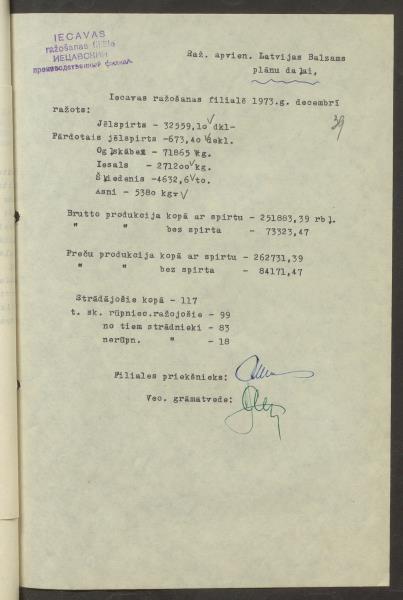 IECAVAS
ražošanas filiāle
ИЕЦАВСКИЙ
производственный филиал
Raž. apvien. Latvijas Balzams
plānu daļai,
39
Iecavas ražošanas filiālē 1973.g. decembrī
ražots:
Jēlspirts - 32559,10 dkl-
Pārdotais jēlspirts -673,40 dekl.
Ogļskābe - 71865 kg.
Iesals - 271200 kg.
Šķiedenis -4632,6 to.
Asni - 5380 kg.
Brutto produkcija kopā ar spirtu - 251883,39 rbļ.
" " bez spirta - 73323,47
Preču produkcija kopā ar spirtu - 262731,39
" " bez spirta - 84171,47
Strādājošie kopā - 117
t. sk. rūpniec.ražojošie - 99
no tiem strādnieki - 83
nerūpn. " - 18
Filiales priekšnieks:
Vec. grāmatvede: